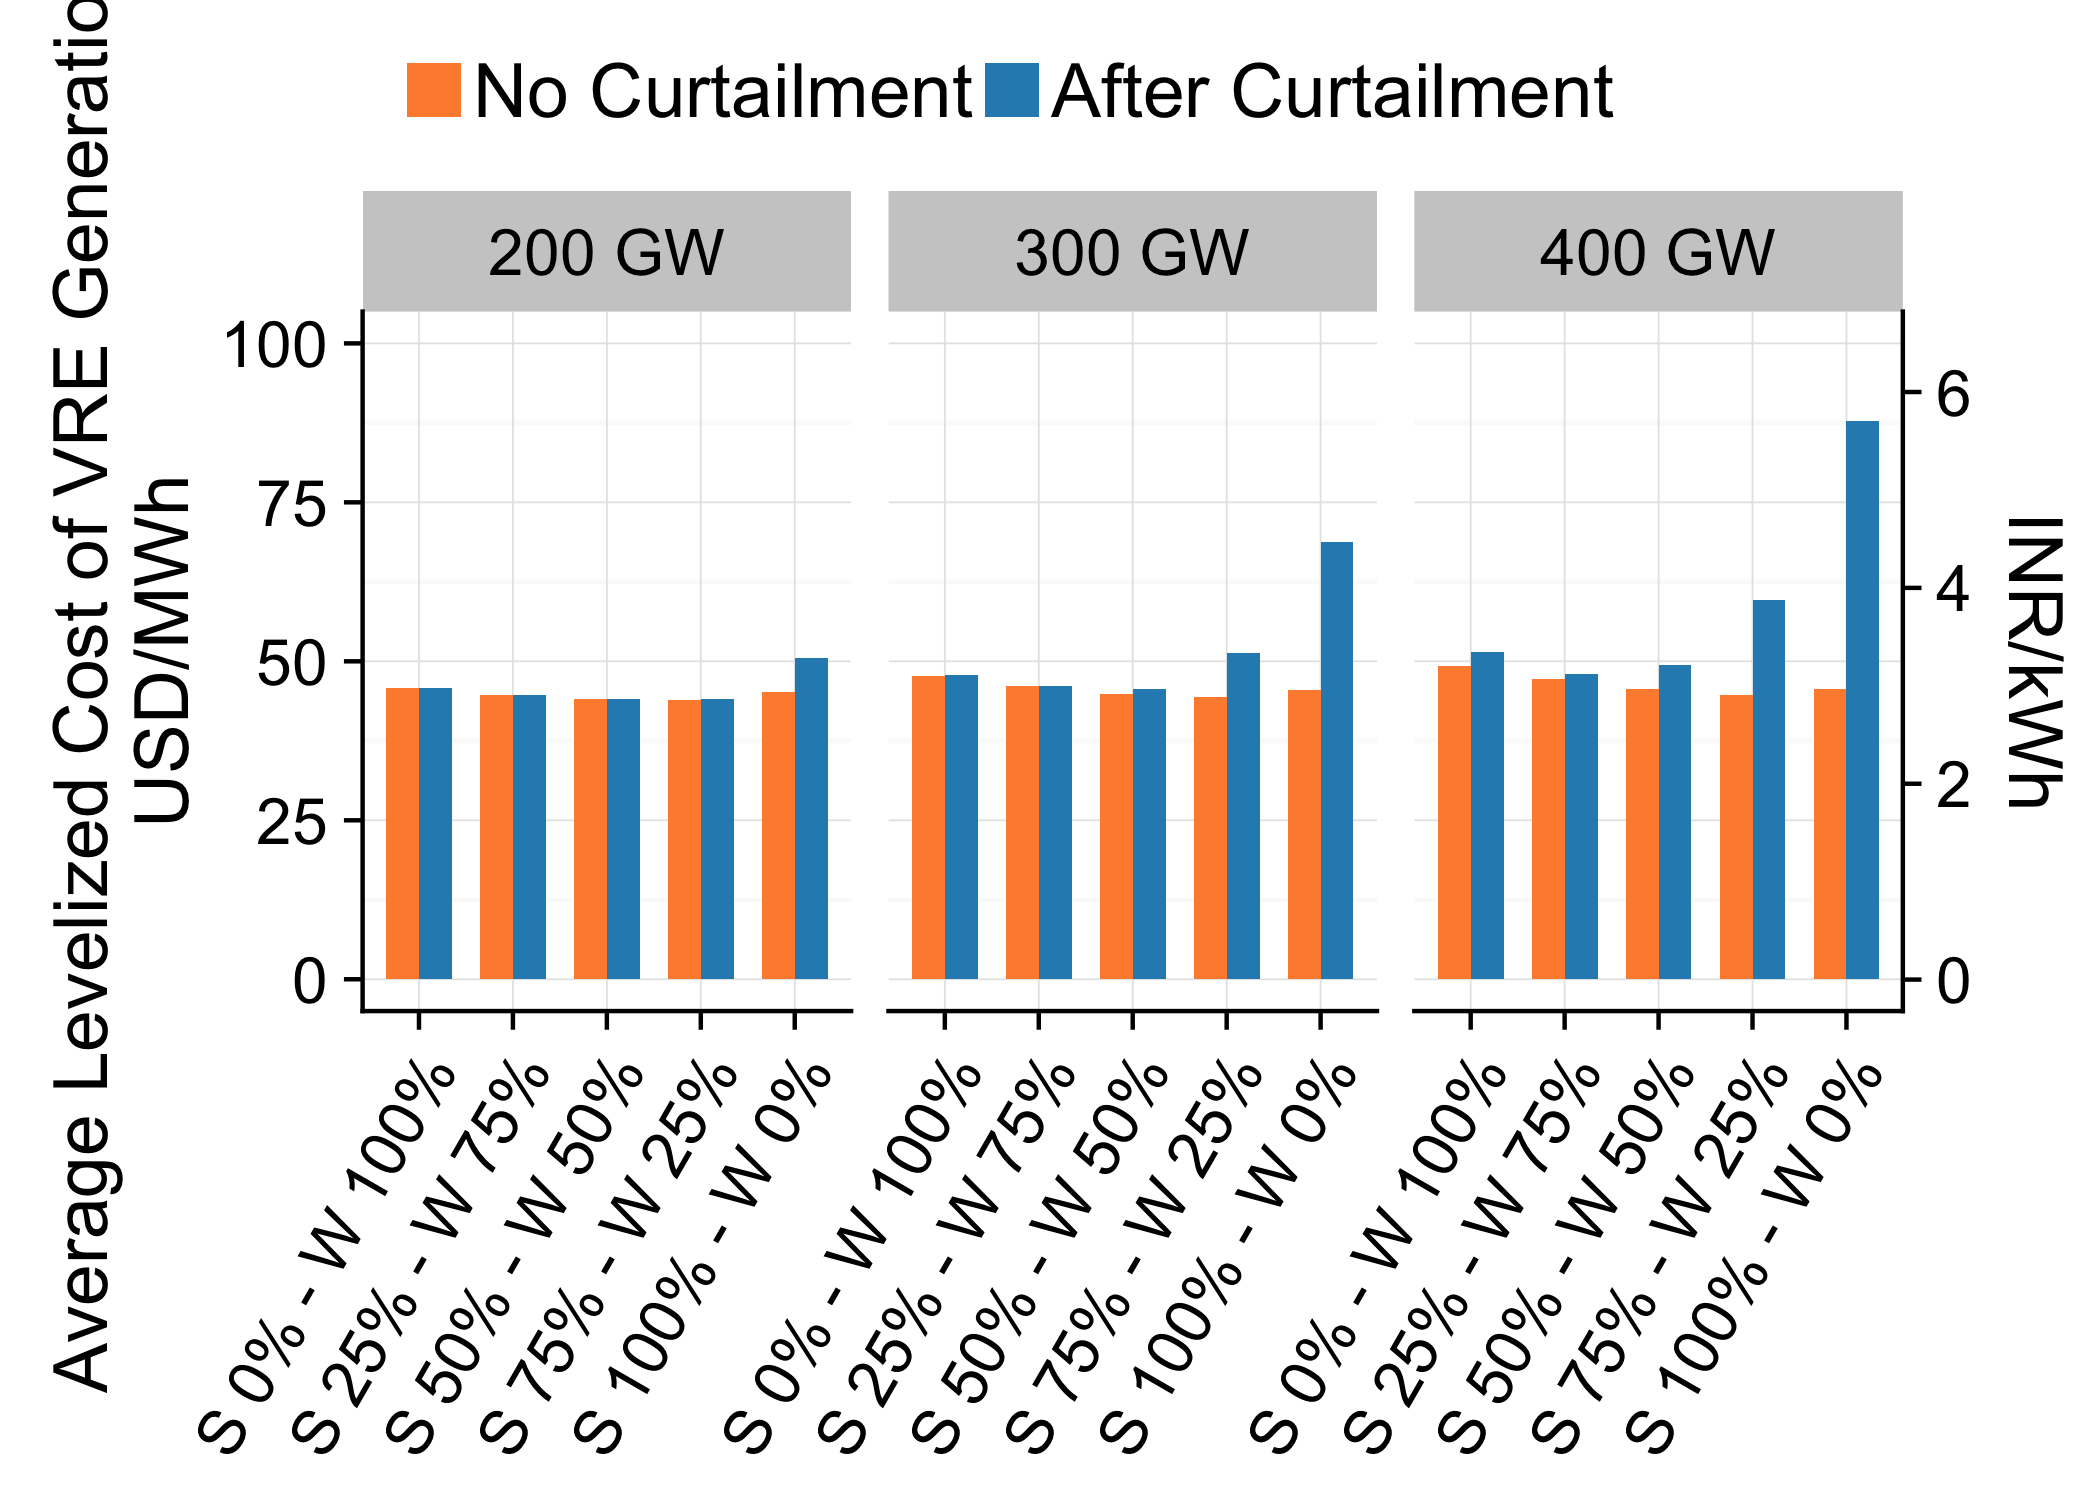 No Curtailment After Curtailment
200 GW 300 GW 400 GW
Average Levelized Cost of VRE Generatio
USD/MWh
100
75
50
25
0
6
4
2
0
INR/kWh
S 0% - W 100%
S 25% - W 75%
S 50% - W 50%
S 75% - W 25%
S 100% - W 0%
S 0% - W 100%
S 25% - W 75%
S 50% - W 50%
S 75% - W 25%
S 100% - W 0%
S 0% - W 100%
S 25% - W 75%
S 50% - W 50%
S 75% - W 25%
S 100% - W 0%